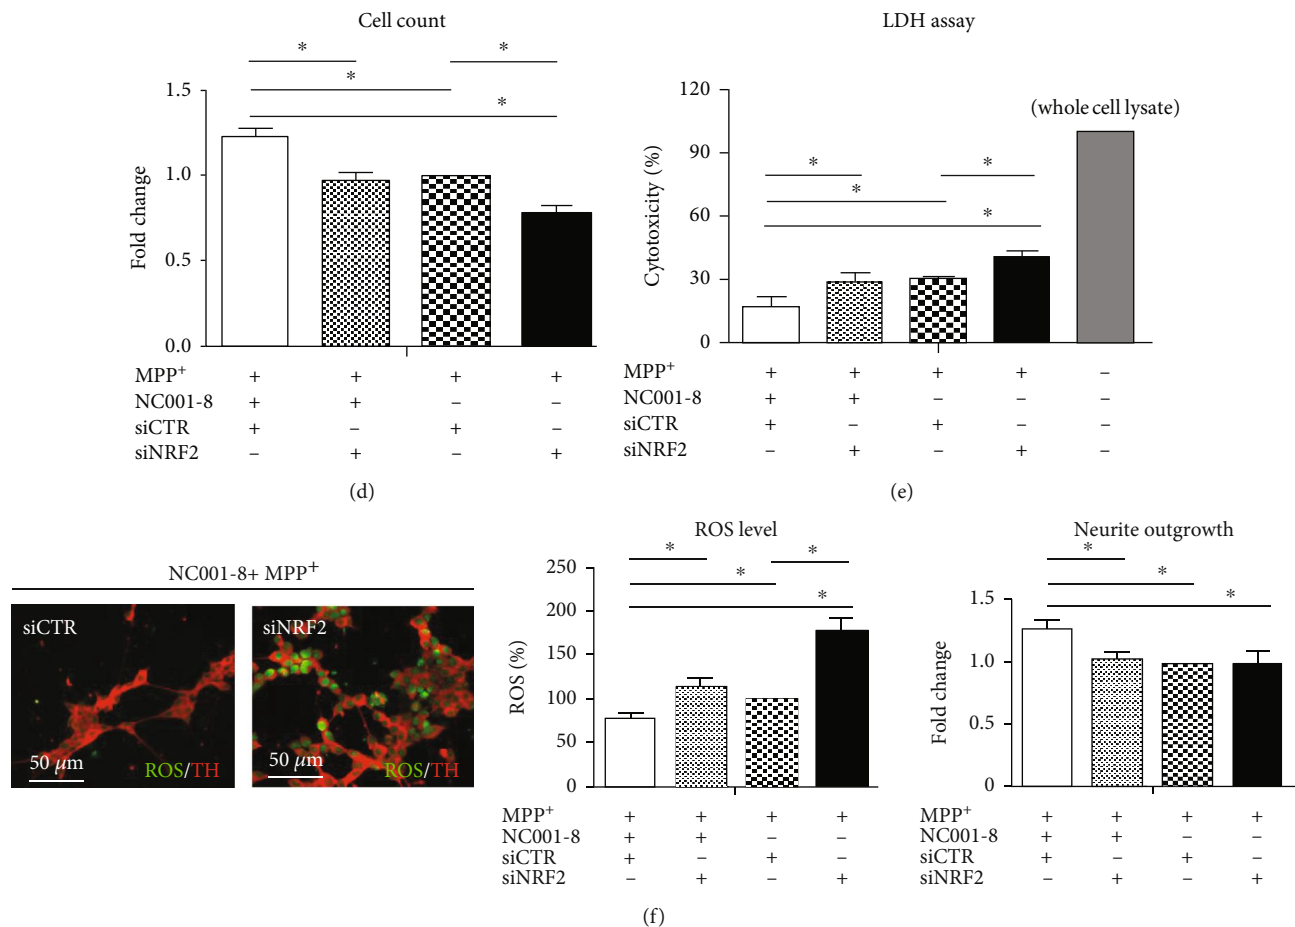 Cell count
*
*
*
*
1.5
1.0
0.5
0.0
Fold change
MPP+ + + + +
NC001-8 + + – –
siCTR + – + –
siNRF2 – + – +
(d)
LDH assay
(whole cell lysate)
*
*
*
*
120
90
60
30
0
Cytotoxicity (%)
MPP+ + + + + –
NC001-8 + + – – –
siCTR + – + – –
siNRF2 – + – + –
(e)
NC001-8+ MPP+
siCTR
50 µm
ROS/TH
siNRF2
50 µm
ROS/TH
ROS level
*
*
*
*
250
200
150
100
50
0
ROS (%)
MPP+ + + + +
NC001-8 + + – –
siCTR + – + –
siNRF2 – + – +
Neurite outgrowth
*
*
*
1.5
1.0
0.5
0
Fold change
MPP+ + + + +
NC001-8 + + – –
siCTR + – + –
siNRF2 – + – +
(f)